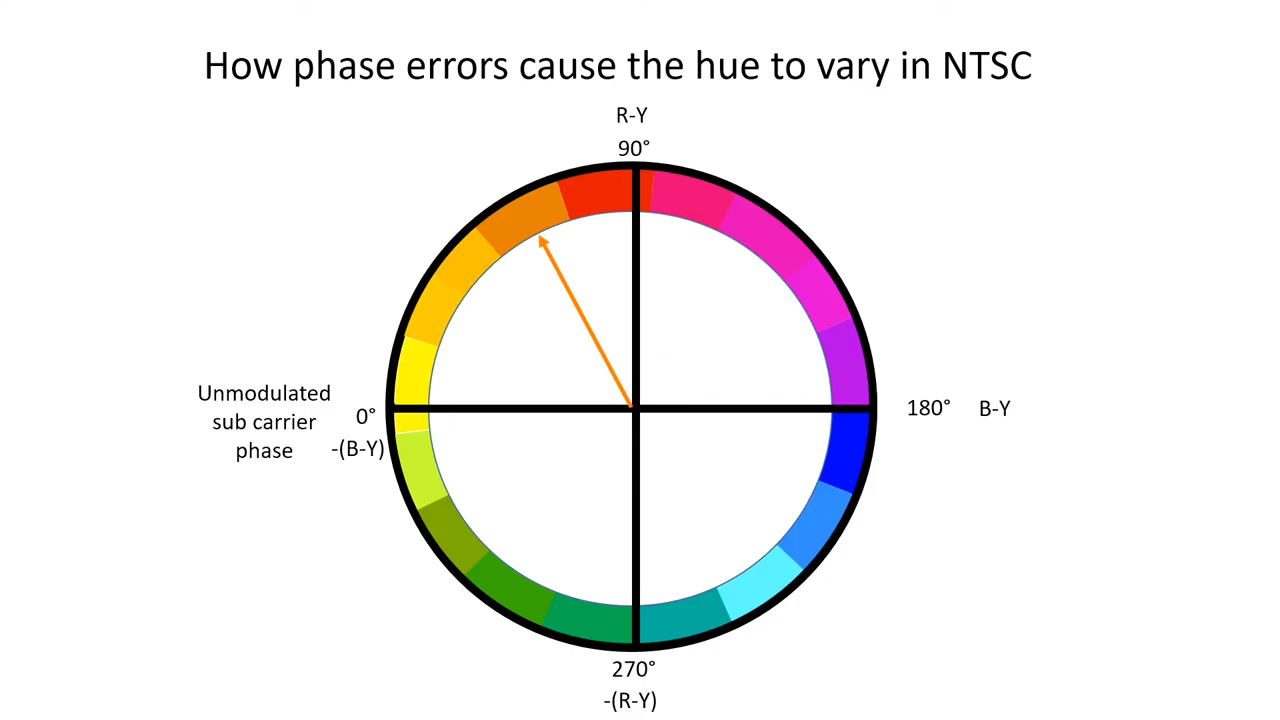 How phase errors cause the hue to vary in NTSC
R-Y
90°
Unmodulated
sub carrier
phase
0°
-(B-Y)
180°
B-Y
270°
-(R-Y)